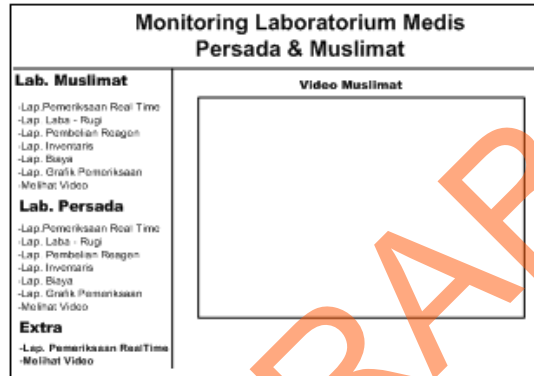 Monitoring Laboratorium Medis
Persada & Muslimat
Lab. Muslimat
-Lap.Pemeriksaan Real Time
-Lap. Laba - Rugi
-Lap. Pembelian Reagen
-Lap. Inventaris
-Lap. Biaya
-Lap. Grafik Pemeriksaan
-Melihat Video
Lab. Persada
-Lap.Pemeriksaan Real Time
-Lap. Laba - Rugi
-Lap. Pembelian Reagen
-Lap. Inventaris
-Lap. Biaya
-Lap. Grafik Pemeriksaan
-Melihat Video
Extra
-Lap. Pemeriksaan RealTime
-Melihat Video
Video Muslimat
RAP